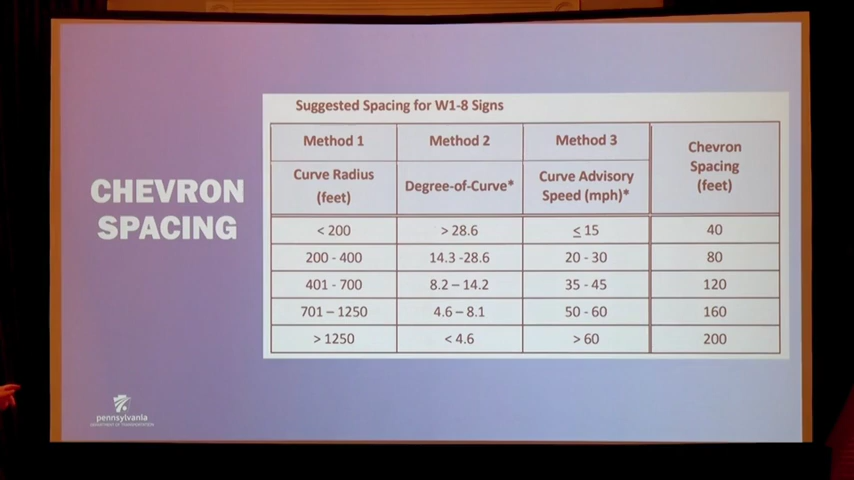 CHEVRON
SPACING
Suggested Spacing for W1-8 Signs
Method 1 Method 2 Method 3 Chevron Spacing (feet)
Curve Radius (feet) Degree-of-Curve* Curve Advisory Speed (mph)*
< 200 > 28.6 ≤ 15 40
200 - 400 14.3 -28.6 20 - 30 80
401 - 700 8.2 – 14.2 35 - 45 120
701 – 1250 4.6 – 8.1 50 - 60 160
> 1250 < 4.6 > 60 200
pennsylvania
DEPARTMENT OF TRANSPORTATION